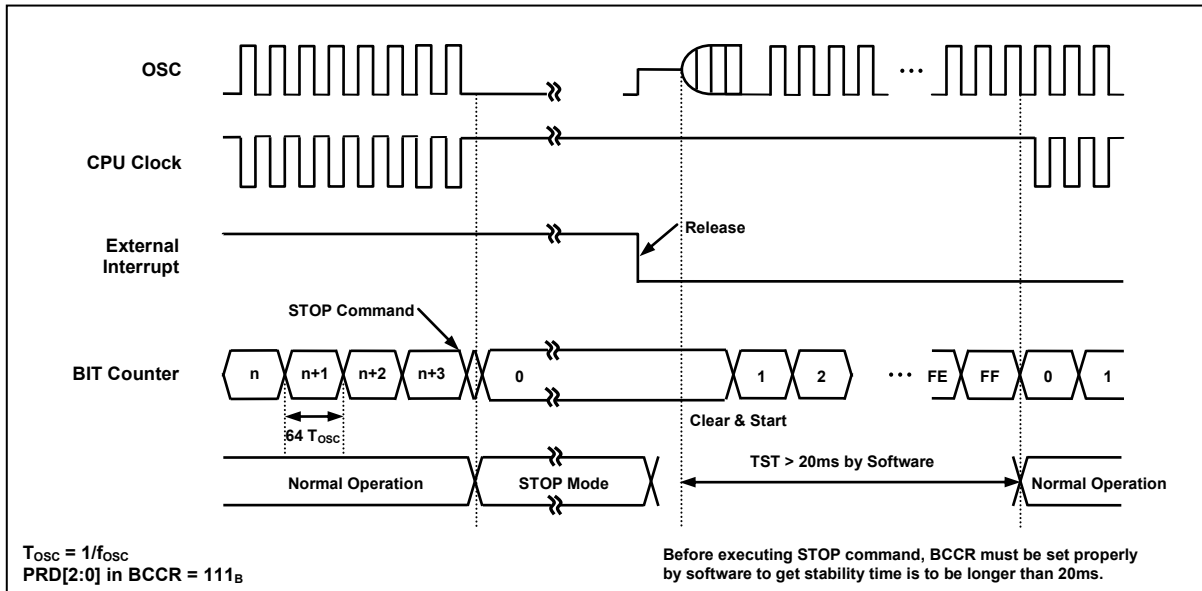 OSC
...
CPU Clock
External
Interrupt
Release
STOP Command
BIT Counter
n
n+1
n+2
n+3
0
1
2
...
FE
FF
0
1
64 TOSC
Clear & Start
TST > 20ms by Software
Normal Operation
STOP Mode
Normal Operation
TOSC = 1/fOSC
PRD[2:0] in BCCR = 111B
Before executing STOP command, BCCR must be set properly
by software to get stability time is to be longer than 20ms.